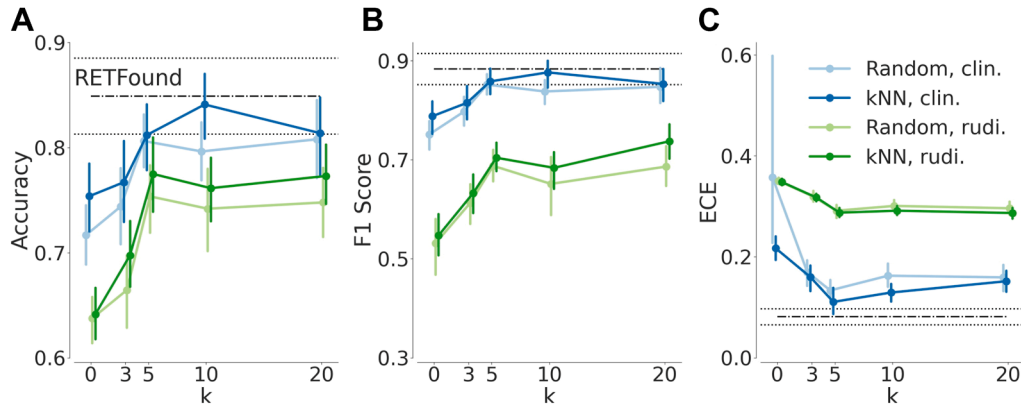 A
0.9
0.8
0.7
0.6
Accuracy
RETFound
0 3 5 10 20
k
B
0.9
0.7
0.5
0.3
F1 Score
0 3 5 10 20
k
C
0.6
0.4
0.2
0.0
ECE
Random, clin.
kNN, clin.
Random, rudi.
kNN, rudi.
0 3 5 10 20
k